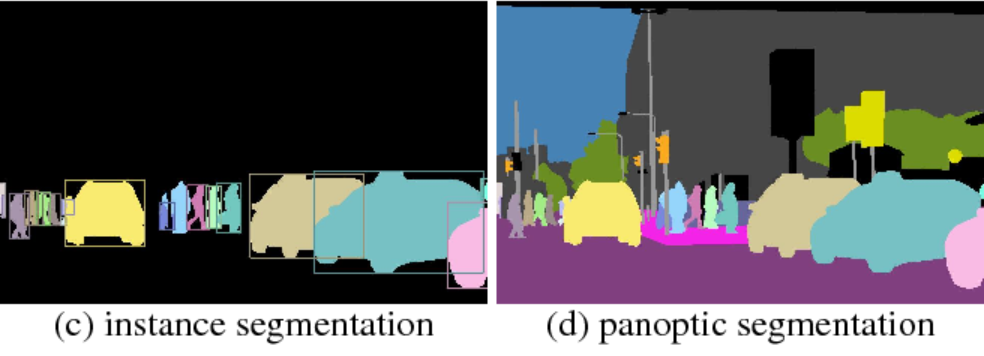 (c) instance segmentation
(d) panoptic segmentation